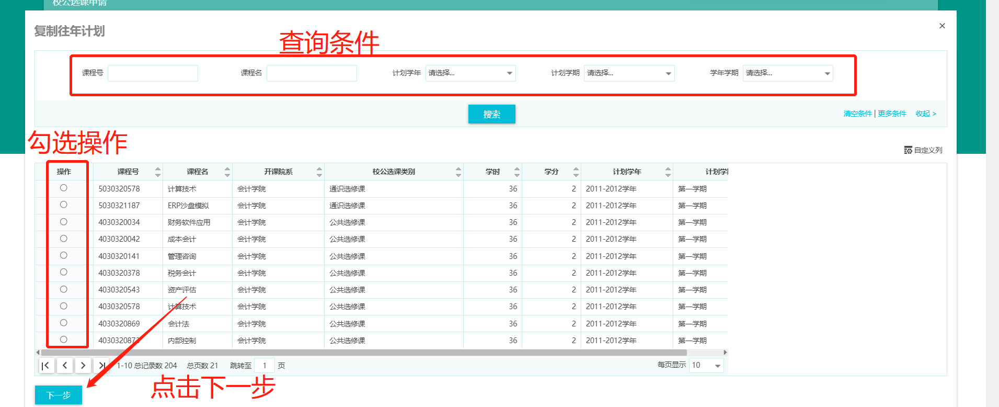 校公选课申请
复制往年计划 ×
查询条件
课程号 课程名 计划学年 请选择... 计划学期 请选择... 学年学期 请选择...
搜索 清空条件 | 更多条件 收起 >
勾选操作
自定义列
操作 课程号 课程名 开课院系 校公选课类别 学时 学分 计划学年 计划学
5030320578 计算技术 会计学院 通识选修课 36 2 2011-2012学年 第一学期
5030321187 ERP沙盘模拟 会计学院 通识选修课 36 2 2011-2012学年 第一学期
4030320034 财务软件应用 会计学院 公共选修课 36 2 2011-2012学年 第一学期
4030320042 成本会计 会计学院 公共选修课 36 2 2011-2012学年 第一学期
4030320141 管理咨询 会计学院 公共选修课 36 2 2011-2012学年 第一学期
4030320378 税务会计 会计学院 公共选修课 36 2 2011-2012学年 第一学期
4030320543 资产评估 会计学院 公共选修课 36 2 2011-2012学年 第一学期
4030320578 计算技术 会计学院 公共选修课 36 2 2011-2012学年 第一学期
4030320869 会计法 会计学院 公共选修课 36 2 2011-2012学年 第一学期
内部控制 会计学院 公共选修课 36 2 2011-2012学年 第一学期
1-10 总记录数 204 总页数 21 跳转至 1 页 每页显示 10
点击下一步
下一步